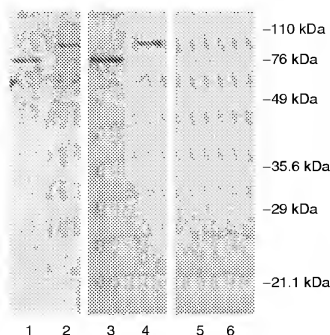 –110 kDa
–76 kDa
–49 kDa
–35.6 kDa
–29 kDa
–21.1 kDa
1 2 3 4 5 6